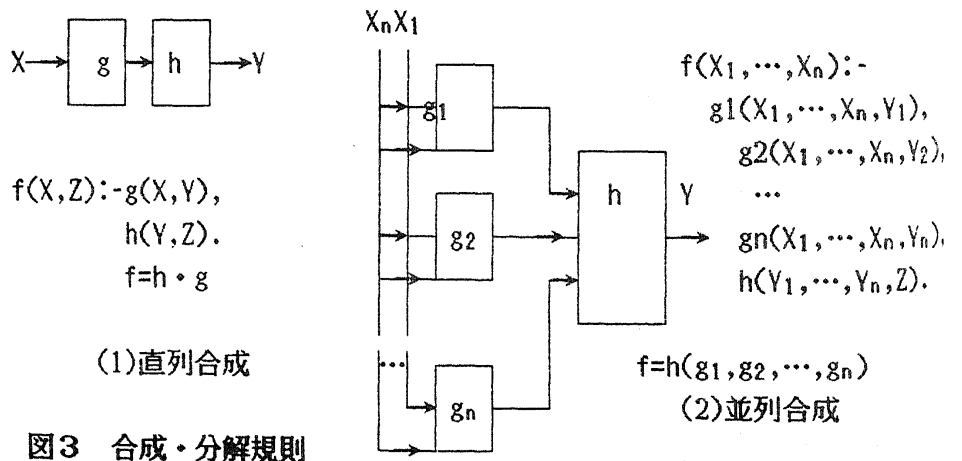 X g h Y
f(X,Z):-g(X,Y),
h(Y,Z).
f=h・g
(1)直列合成
XnX1
g1
g2
…
gn
h
Y
f(X1,…,Xn):-
g1(X1,…,Xn,Y1),
g2(X1,…,Xn,Y2),
…
gn(X1,…,Xn,Yn),
h(Y1,…,Yn,Z).
f=h(g1,g2,…,gn)
(2)並列合成
図3 合成・分解規則